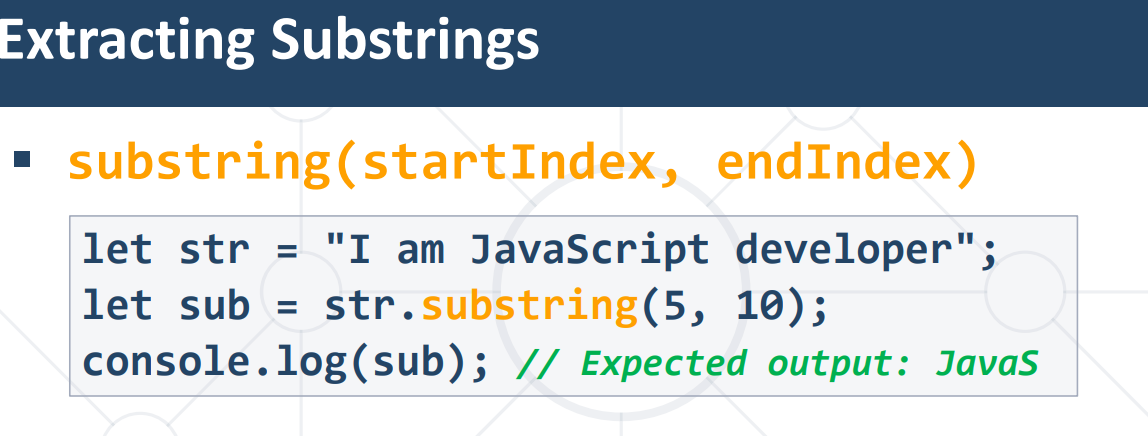 Extracting Substrings
▪ substring(startIndex, endIndex)
let str = "I am JavaScript developer";
let sub = str.substring(5, 10);
console.log(sub); // Expected output: JavaS